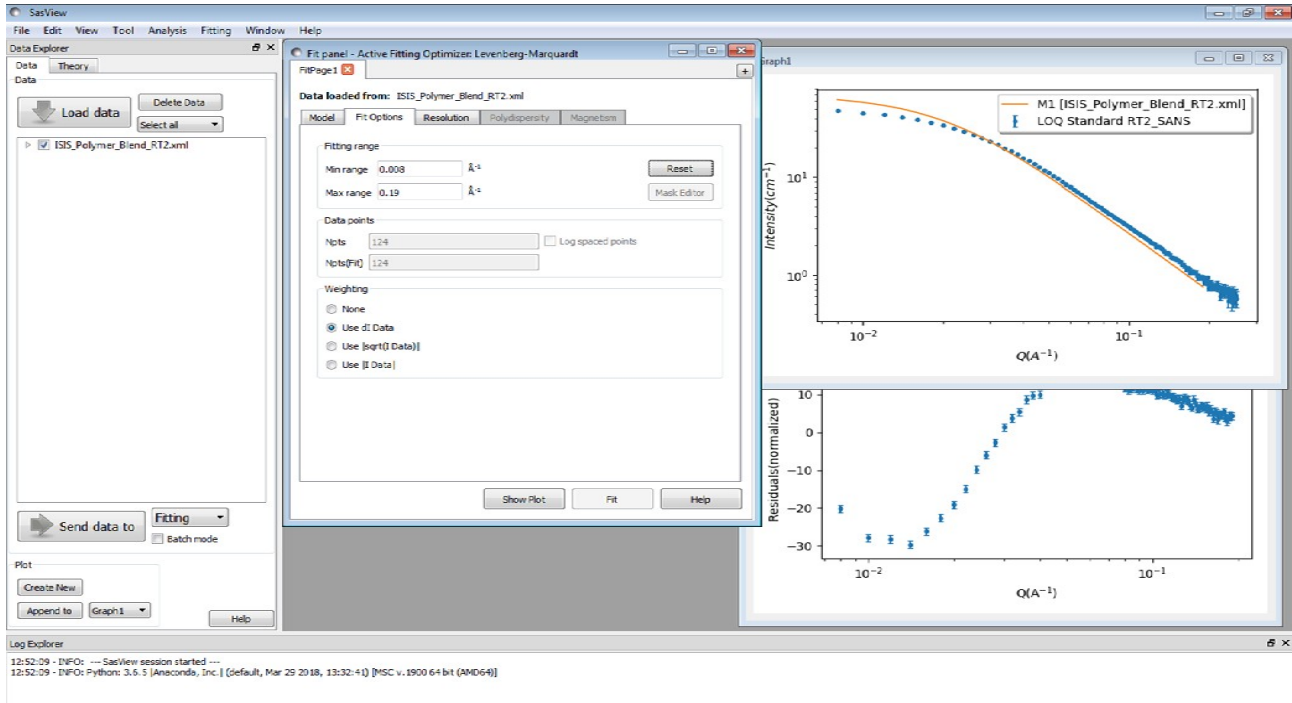 SasView
File Edit View Tool Analysis Fitting Window Help
Data Explorer
Data Theory
Data
Load data
Delete Data
Select all
ISIS_Polymer_Blend_RT2.xml
Send data to
Fitting
Batch mode
Plot
Create New
Append to Graph1
Help
Fit panel - Active Fitting Optimizer: Levenberg-Marquardt
FitPage1
Data loaded from: ISIS_Polymer_Blend_RT2.xml
Model Fit Options Resolution Polydispersity Magnetism
Fitting range
Min range 0.008 Å⁻¹
Reset
Max range 0.19 Å⁻¹
Mask Editor
Data points
Npts 124
Log spaced points
Npts(Fit) 124
Weighting
None
Use dI Data
Use |sqrt(I Data)|
Use |I Data|
Show Plot Fit Help
Graph1
M1 [ISIS_Polymer_Blend_RT2.xml]
LOQ Standard RT2_SANS
Intensity(cm⁻¹)
10¹
10⁰
10⁻² 10⁻¹
Q(A⁻¹)
Residuals(normalized)
10
0
−10
−20
−30
10⁻² 10⁻¹
Q(A⁻¹)
Log Explorer
12:52:09 - INFO: --- SasView session started ---
12:52:09 - INFO: Python: 3.6.5 |Anaconda, Inc.| (default, Mar 29 2018, 13:32:41) [MSC v.1900 64 bit (AMD64)]